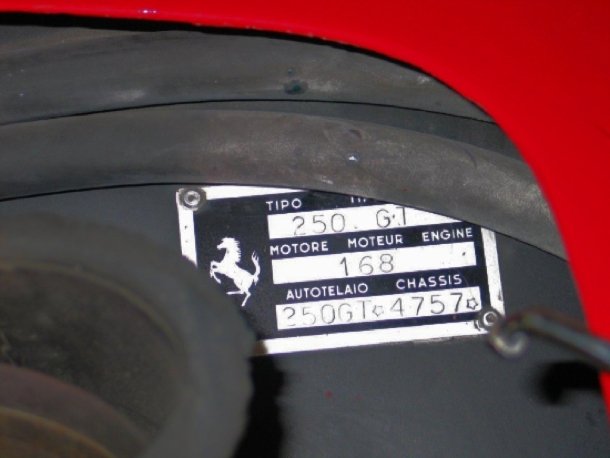 TIPO
250. GT
MOTORE MOTEUR ENGINE
168
AUTOTELAIO CHASSIS
250GT☆4757☆